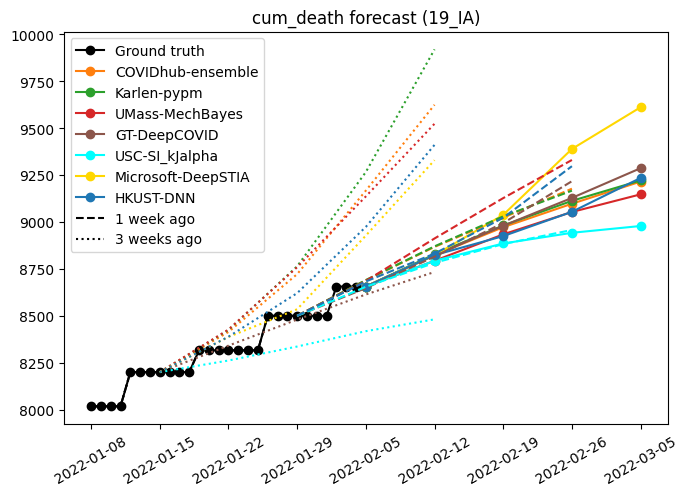 cum_death forecast (19_IA)
10000
9750
9500
9250
9000
8750
8500
8250
8000
Ground truth
COVIDhub-ensemble
Karlen-pypm
UMass-MechBayes
GT-DeepCOVID
USC-SI_kJalpha
Microsoft-DeepSTIA
HKUST-DNN
1 week ago
3 weeks ago
2022-01-08
2022-01-15
2022-01-22
2022-01-29
2022-02-05
2022-02-12
2022-02-19
2022-02-26
2022-03-05